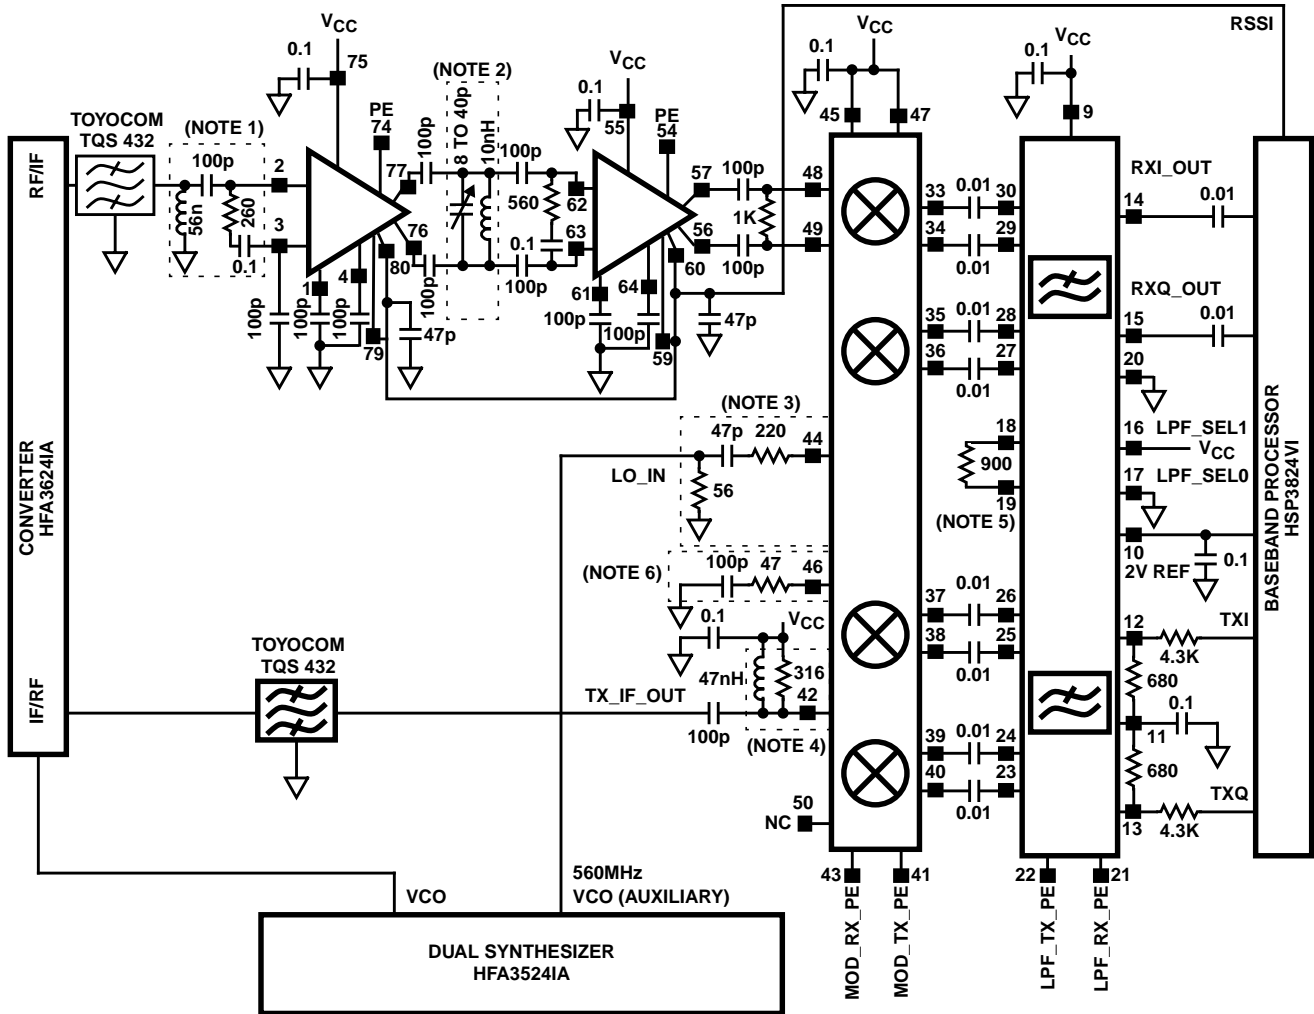 RSSI
VCC
0.1
75
(NOTE 2)
VCC
0.1
55
0.1
VCC
45
47
0.1
VCC
9
TOYOCOM
TQS 432
(NOTE 1)
PE
74
PE
54
RF/IF
100p
2
3
56n
260
0.1
77
76
100p
100p
8 TO 40p
10nH
100p
100p
560
0.1
62
63
57
56
60
100p
100p
1K
48
49
1
4
80
79
100p
100p
100p
47p
61
64
59
100p
100p
47p
33
0.01
30
34
0.01
29
35
0.01
28
36
0.01
27
RXI_OUT
14
0.01
RXQ_OUT
15
0.01
20
16
LPF_SEL1
VCC
17
LPF_SEL0
10
2V REF
0.1
18
900
19
(NOTE 5)
CONVERTER
HFA3624IA
BASEBAND PROCESSOR
HSP3824VI
(NOTE 3)
47p
220
44
LO_IN
56
(NOTE 6)
100p
47
46
0.1
VCC
47nH
316
42
TX_IF_OUT
100p
(NOTE 4)
TOYOCOM
TQS 432
IF/RF
37
0.01
26
38
0.01
25
39
0.01
24
40
0.01
23
12
TXI
4.3K
680
11
0.1
680
TXQ
13
4.3K
50
NC
43
41
22
21
MOD_RX_PE
MOD_TX_PE
LPF_TX_PE
LPF_RX_PE
VCO
560MHz
VCO (AUXILIARY)
DUAL SYNTHESIZER
HFA3524IA